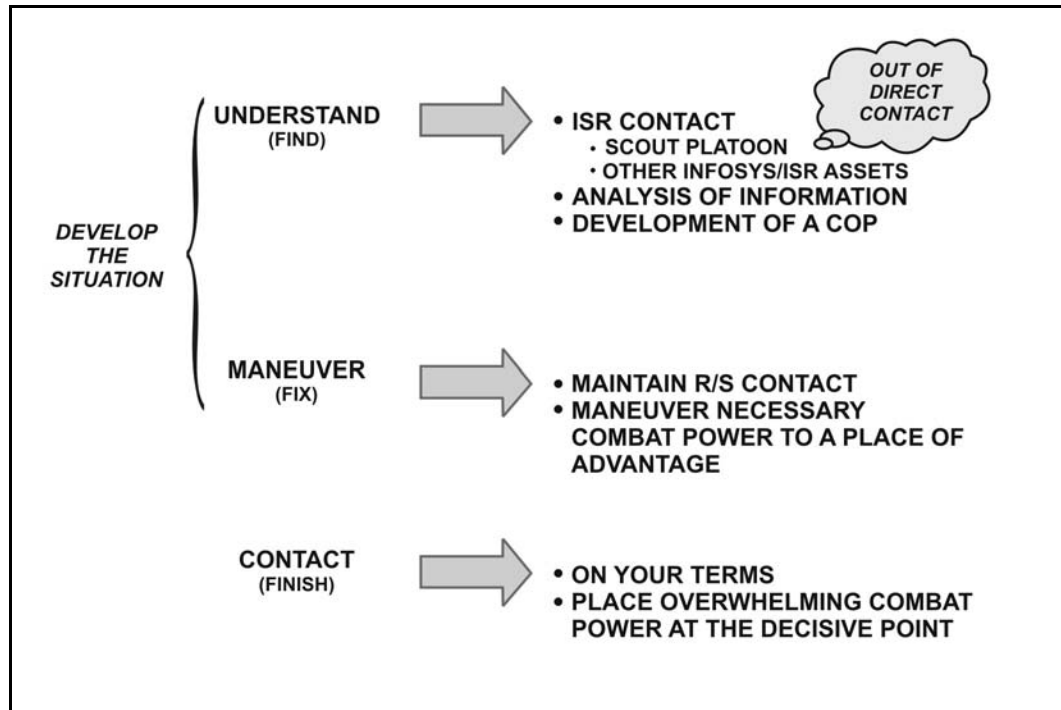 OUT OF
DIRECT
CONTACT
UNDERSTAND
(FIND)
• ISR CONTACT
• SCOUT PLATOON
• OTHER INFOSYS/ISR ASSETS
• ANALYSIS OF INFORMATION
• DEVELOPMENT OF A COP
DEVELOP
THE
SITUATION
MANEUVER
(FIX)
• MAINTAIN R/S CONTACT
• MANEUVER NECESSARY
COMBAT POWER TO A PLACE OF
ADVANTAGE
CONTACT
(FINISH)
• ON YOUR TERMS
• PLACE OVERWHELMING COMBAT
POWER AT THE DECISIVE POINT